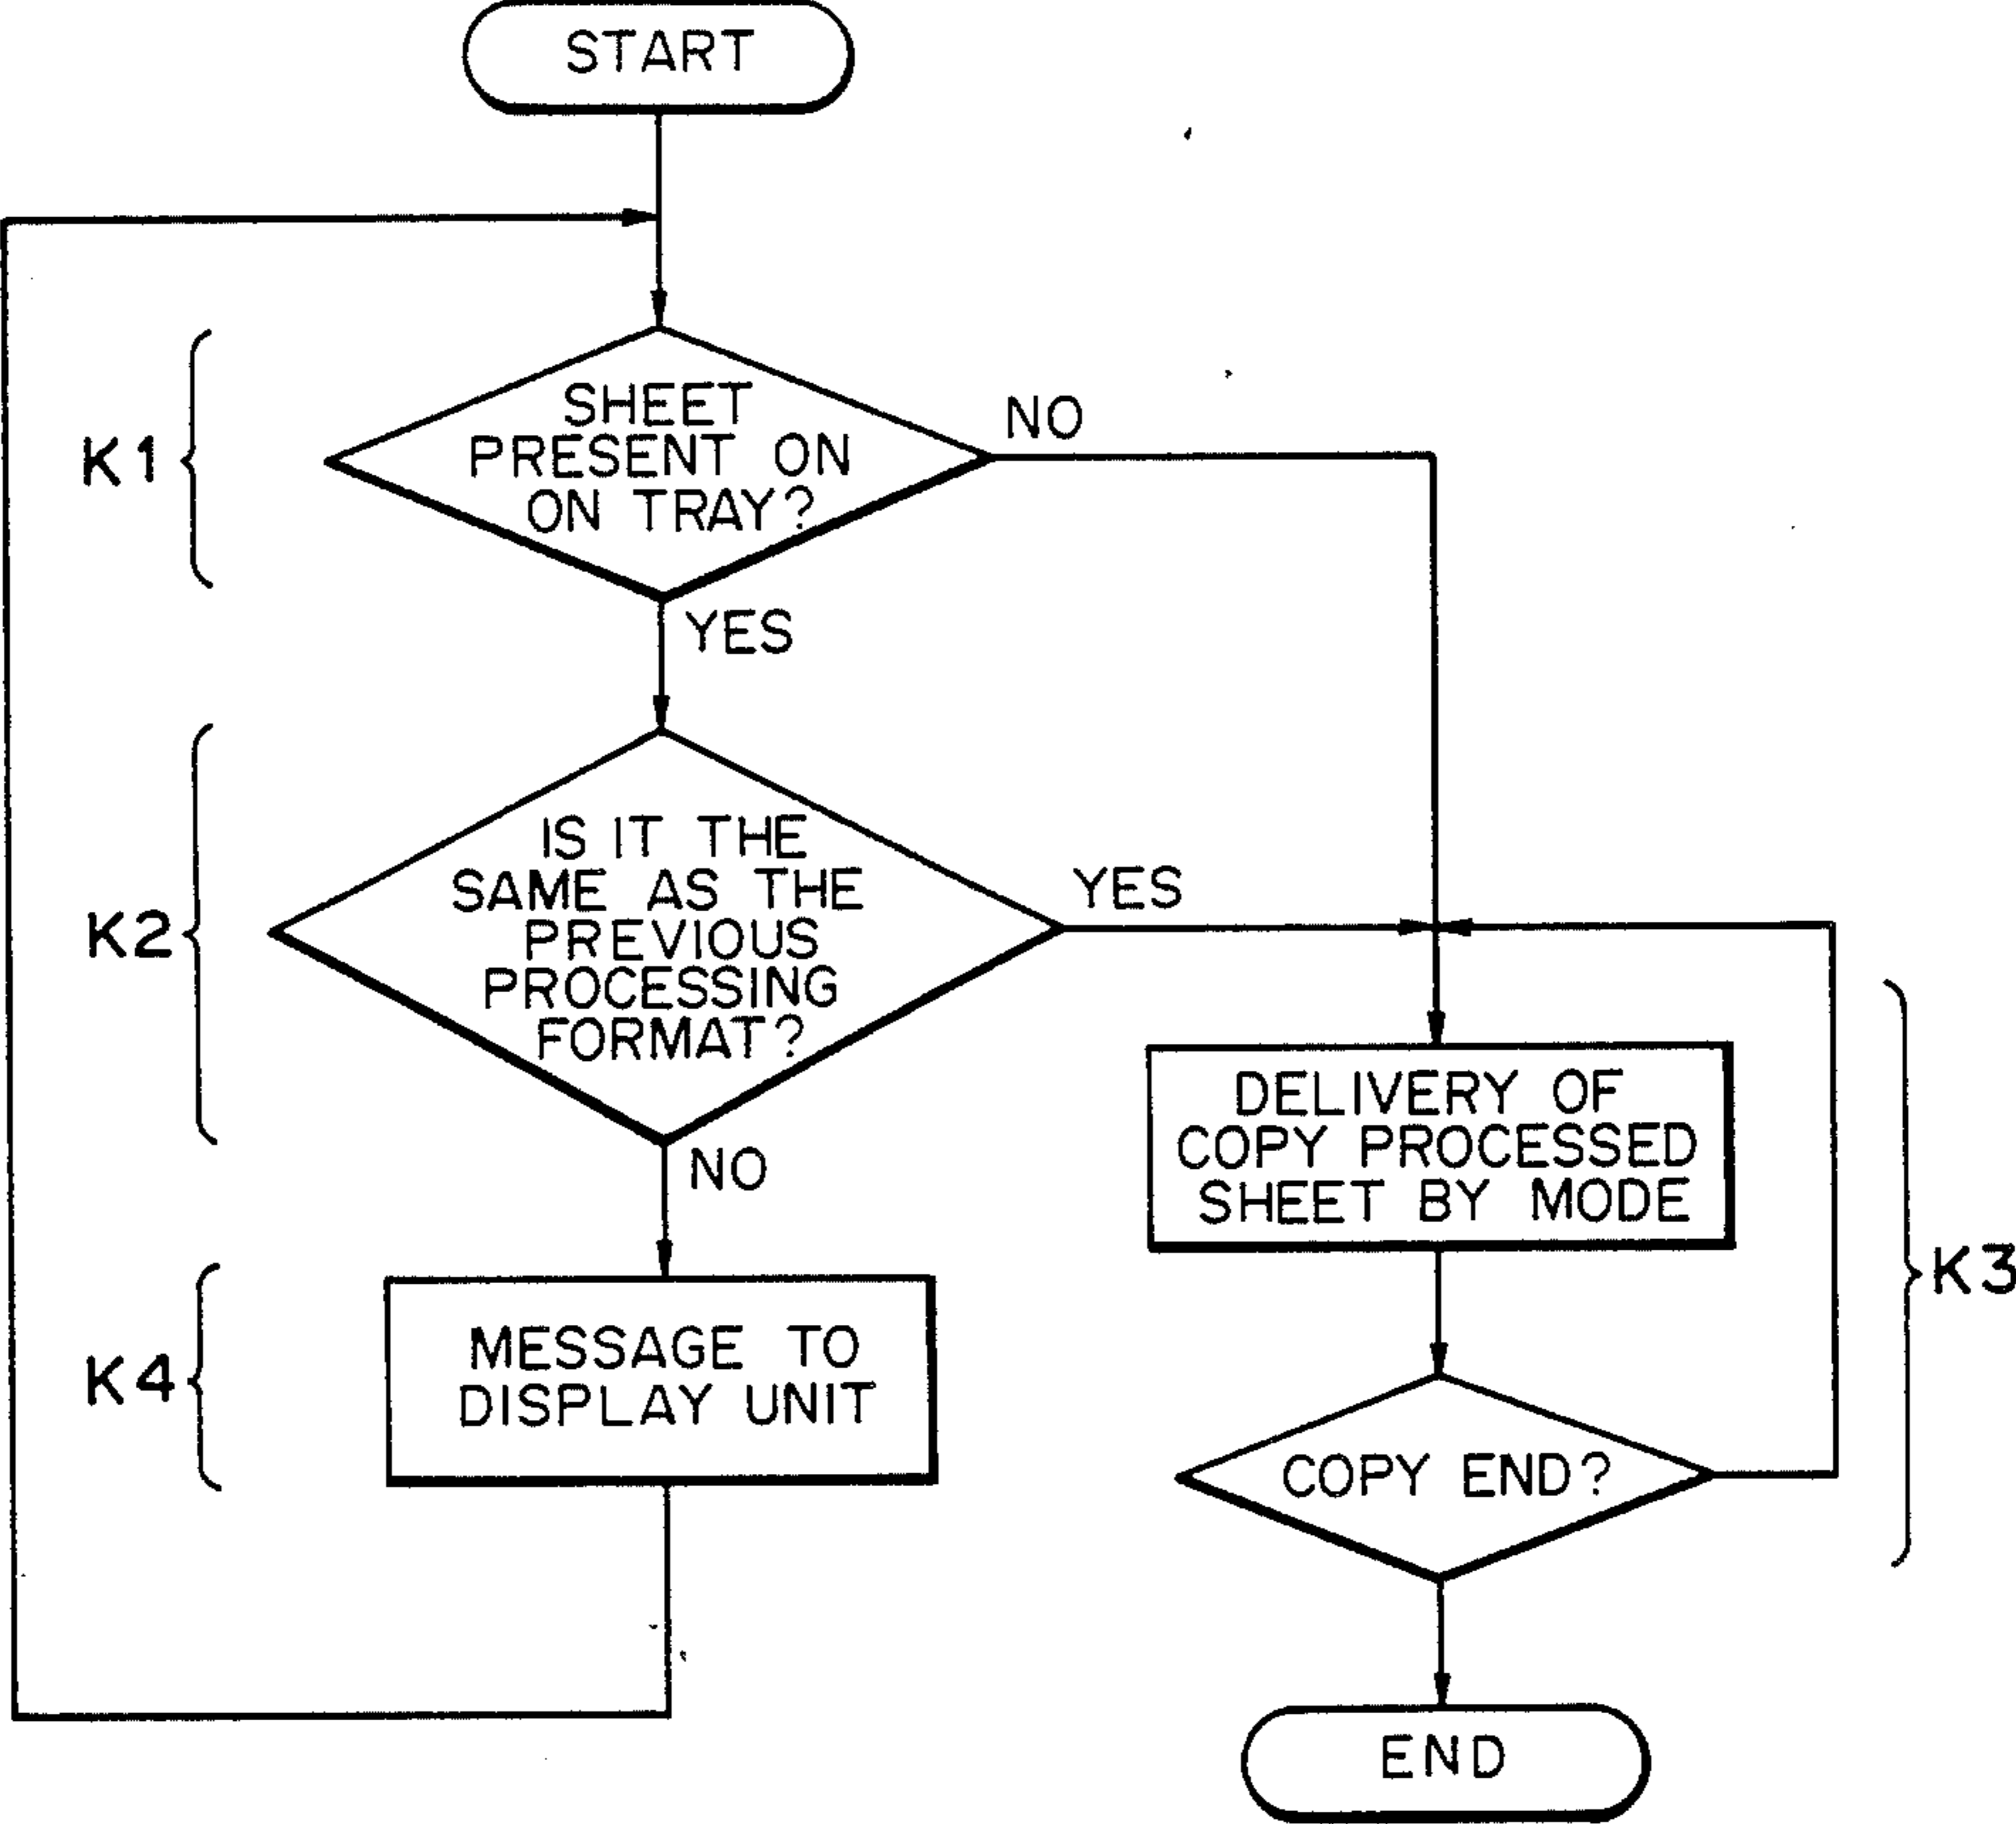 START
K1
SHEET
PRESENT ON
ON TRAY?
NO
YES
K2
IS IT THE
SAME AS THE
PREVIOUS
PROCESSING
FORMAT?
YES
NO
K4
MESSAGE TO
DISPLAY UNIT
DELIVERY OF
COPY PROCESSED
SHEET BY MODE
K3
COPY END?
END